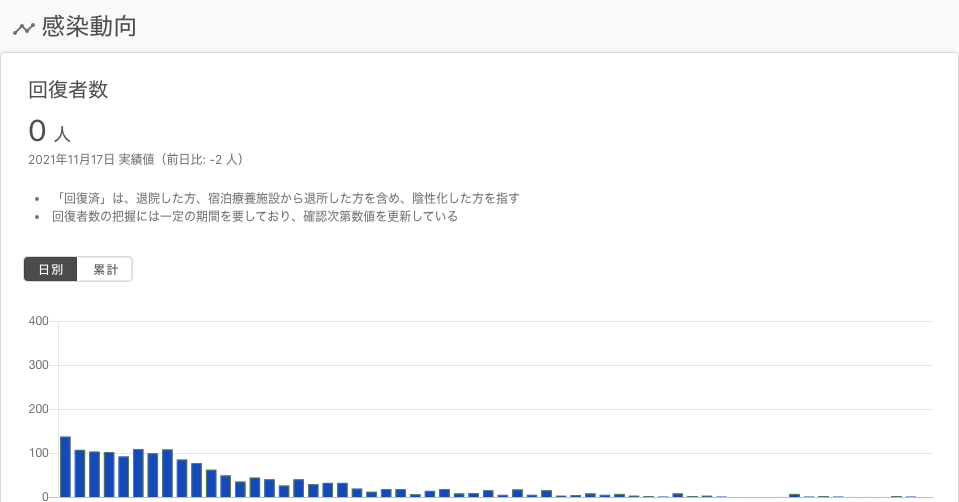 感染動向
回復者数
0 人
2021年11月17日 実績値（前日比: -2 人）
• 「回復済」は、退院した方、宿泊療養施設から退所した方を含め、陰性化した方を指す
• 回復者数の把握には一定の期間を要しており、確認次第数値を更新している
日別 累計
400
300
200
100
0